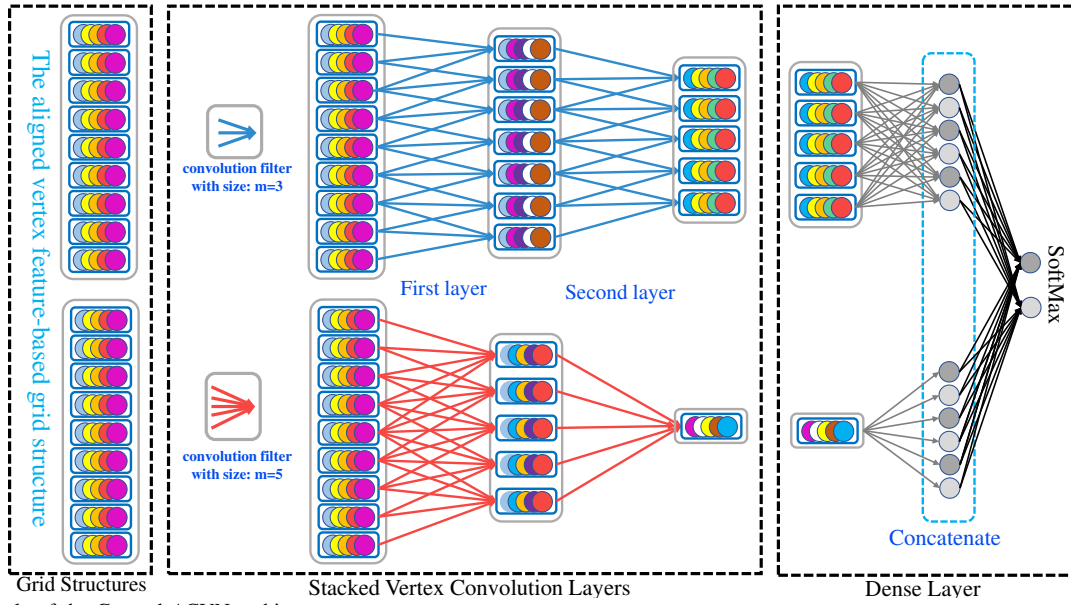 The aligned vertex feature-based grid structure
convolution filter
with size: m=3
First layer
Second layer
convolution filter
with size: m=5
SoftMax
Concatenate
Grid Structures
Stacked Vertex Convolution Layers
Dense Layer